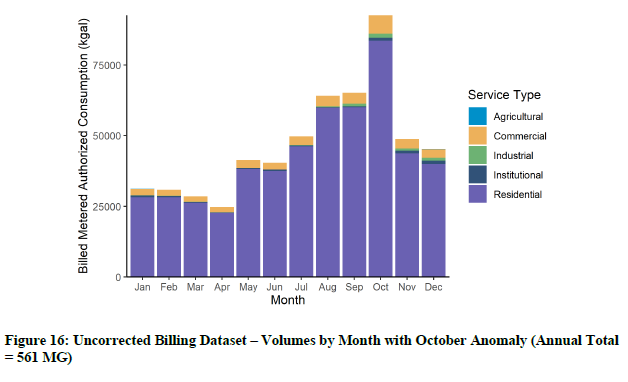 Billed Metered Authorized Consumption (kgal)
75000
50000
25000
0
Jan Feb Mar Apr May Jun Jul Aug Sep Oct Nov Dec
Month
Service Type
Agricultural
Commercial
Industrial
Institutional
Residential
Figure 16: Uncorrected Billing Dataset – Volumes by Month with October Anomaly (Annual Total
= 561 MG)